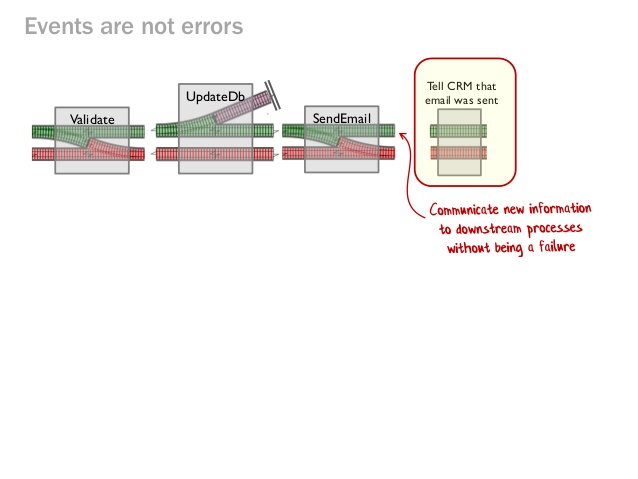 Events are not errors
Validate
UpdateDb
SendEmail
Tell CRM that
email was sent
Communicate new information
to downstream processes
without being a failure